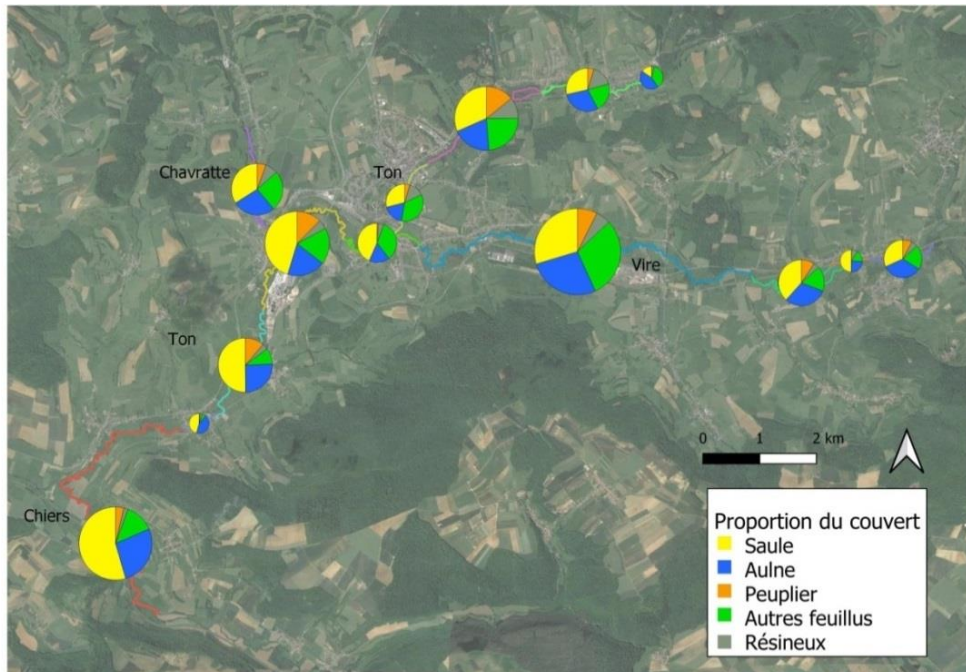 Chavratte
Ton
Vire
Ton
0 1 2 km
Chiers
Proportion du couvert
Saule
Aulne
Peuplier
Autres feuillus
Résineux